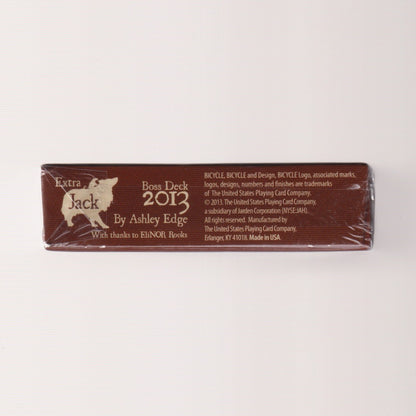 Extra
Jack
Boss Deck
2013
By Ashley Edge
With thanks to EliNOR Rooks
BICYCLE, BICYCLE and Design, BICYCLE Logo, associated marks,
logos, designs, numbers and finishes are trademarks
of The United States Playing Card Company.
© 2013. The United States Playing Card Company,
a subsidiary of Jarden Corporation (NYSE:JAH).
All rights reserved. Manufactured by
The United States Playing Card Company,
Erlanger, KY 41018. Made in USA.